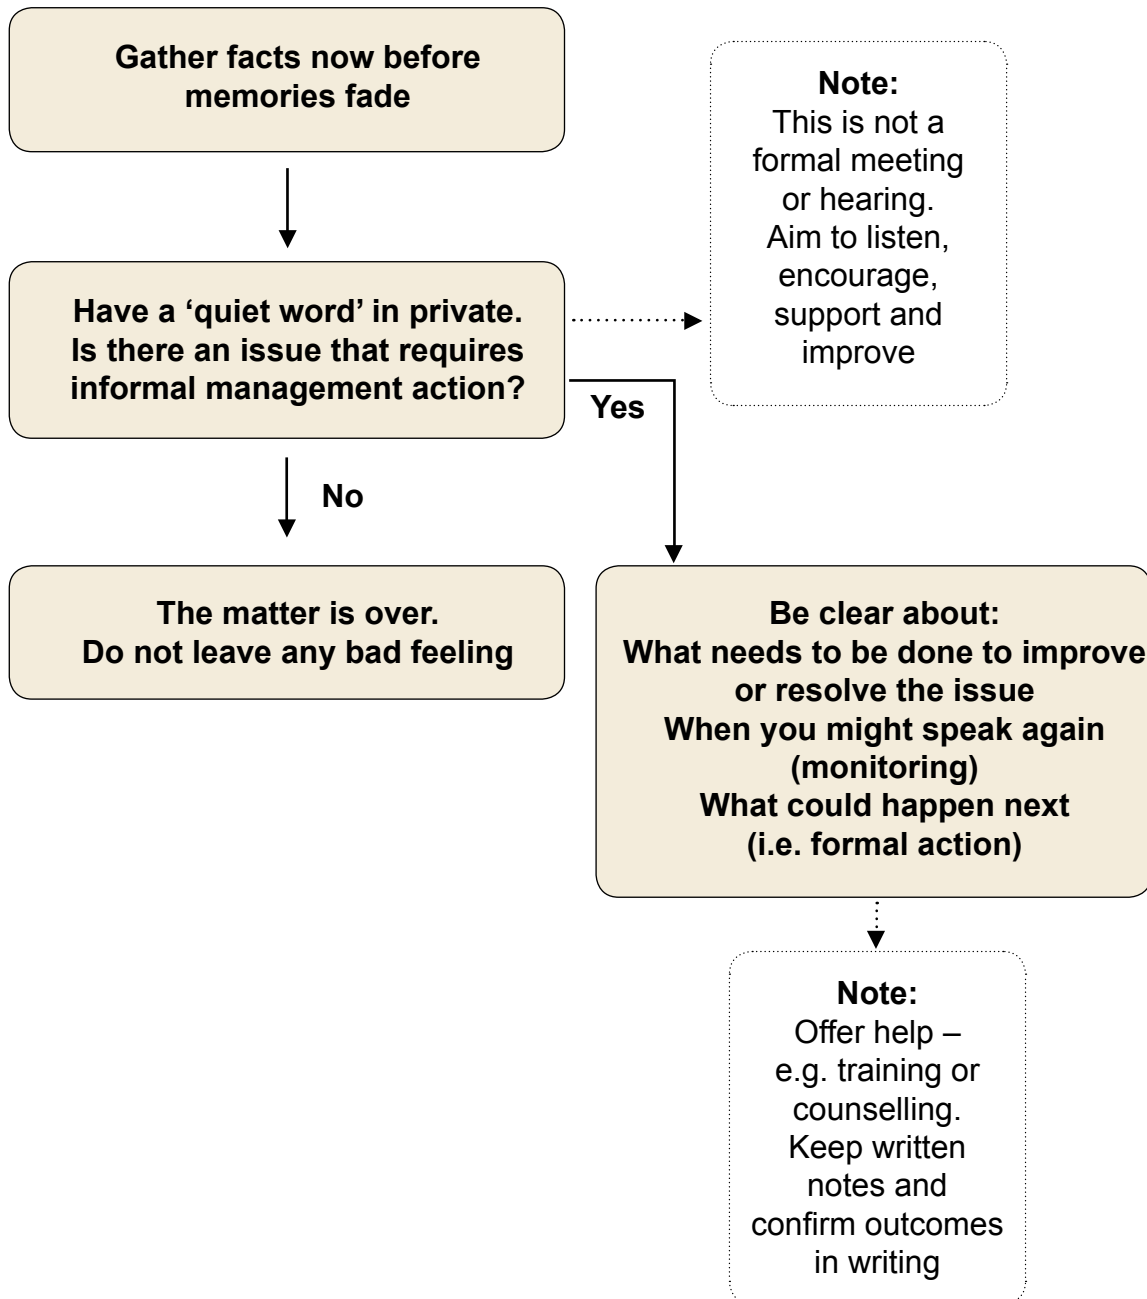 Gather facts now before
memories fade
Note:
This is not a
formal meeting
or hearing.
Aim to listen,
encourage,
support and
improve
Have a ‘quiet word’ in private.
Is there an issue that requires
informal management action?
Yes
No
The matter is over.
Do not leave any bad feeling
Be clear about:
What needs to be done to improve
or resolve the issue
When you might speak again
(monitoring)
What could happen next
(i.e. formal action)
Note:
Offer help –
e.g. training or
counselling.
Keep written
notes and
confirm outcomes
in writing